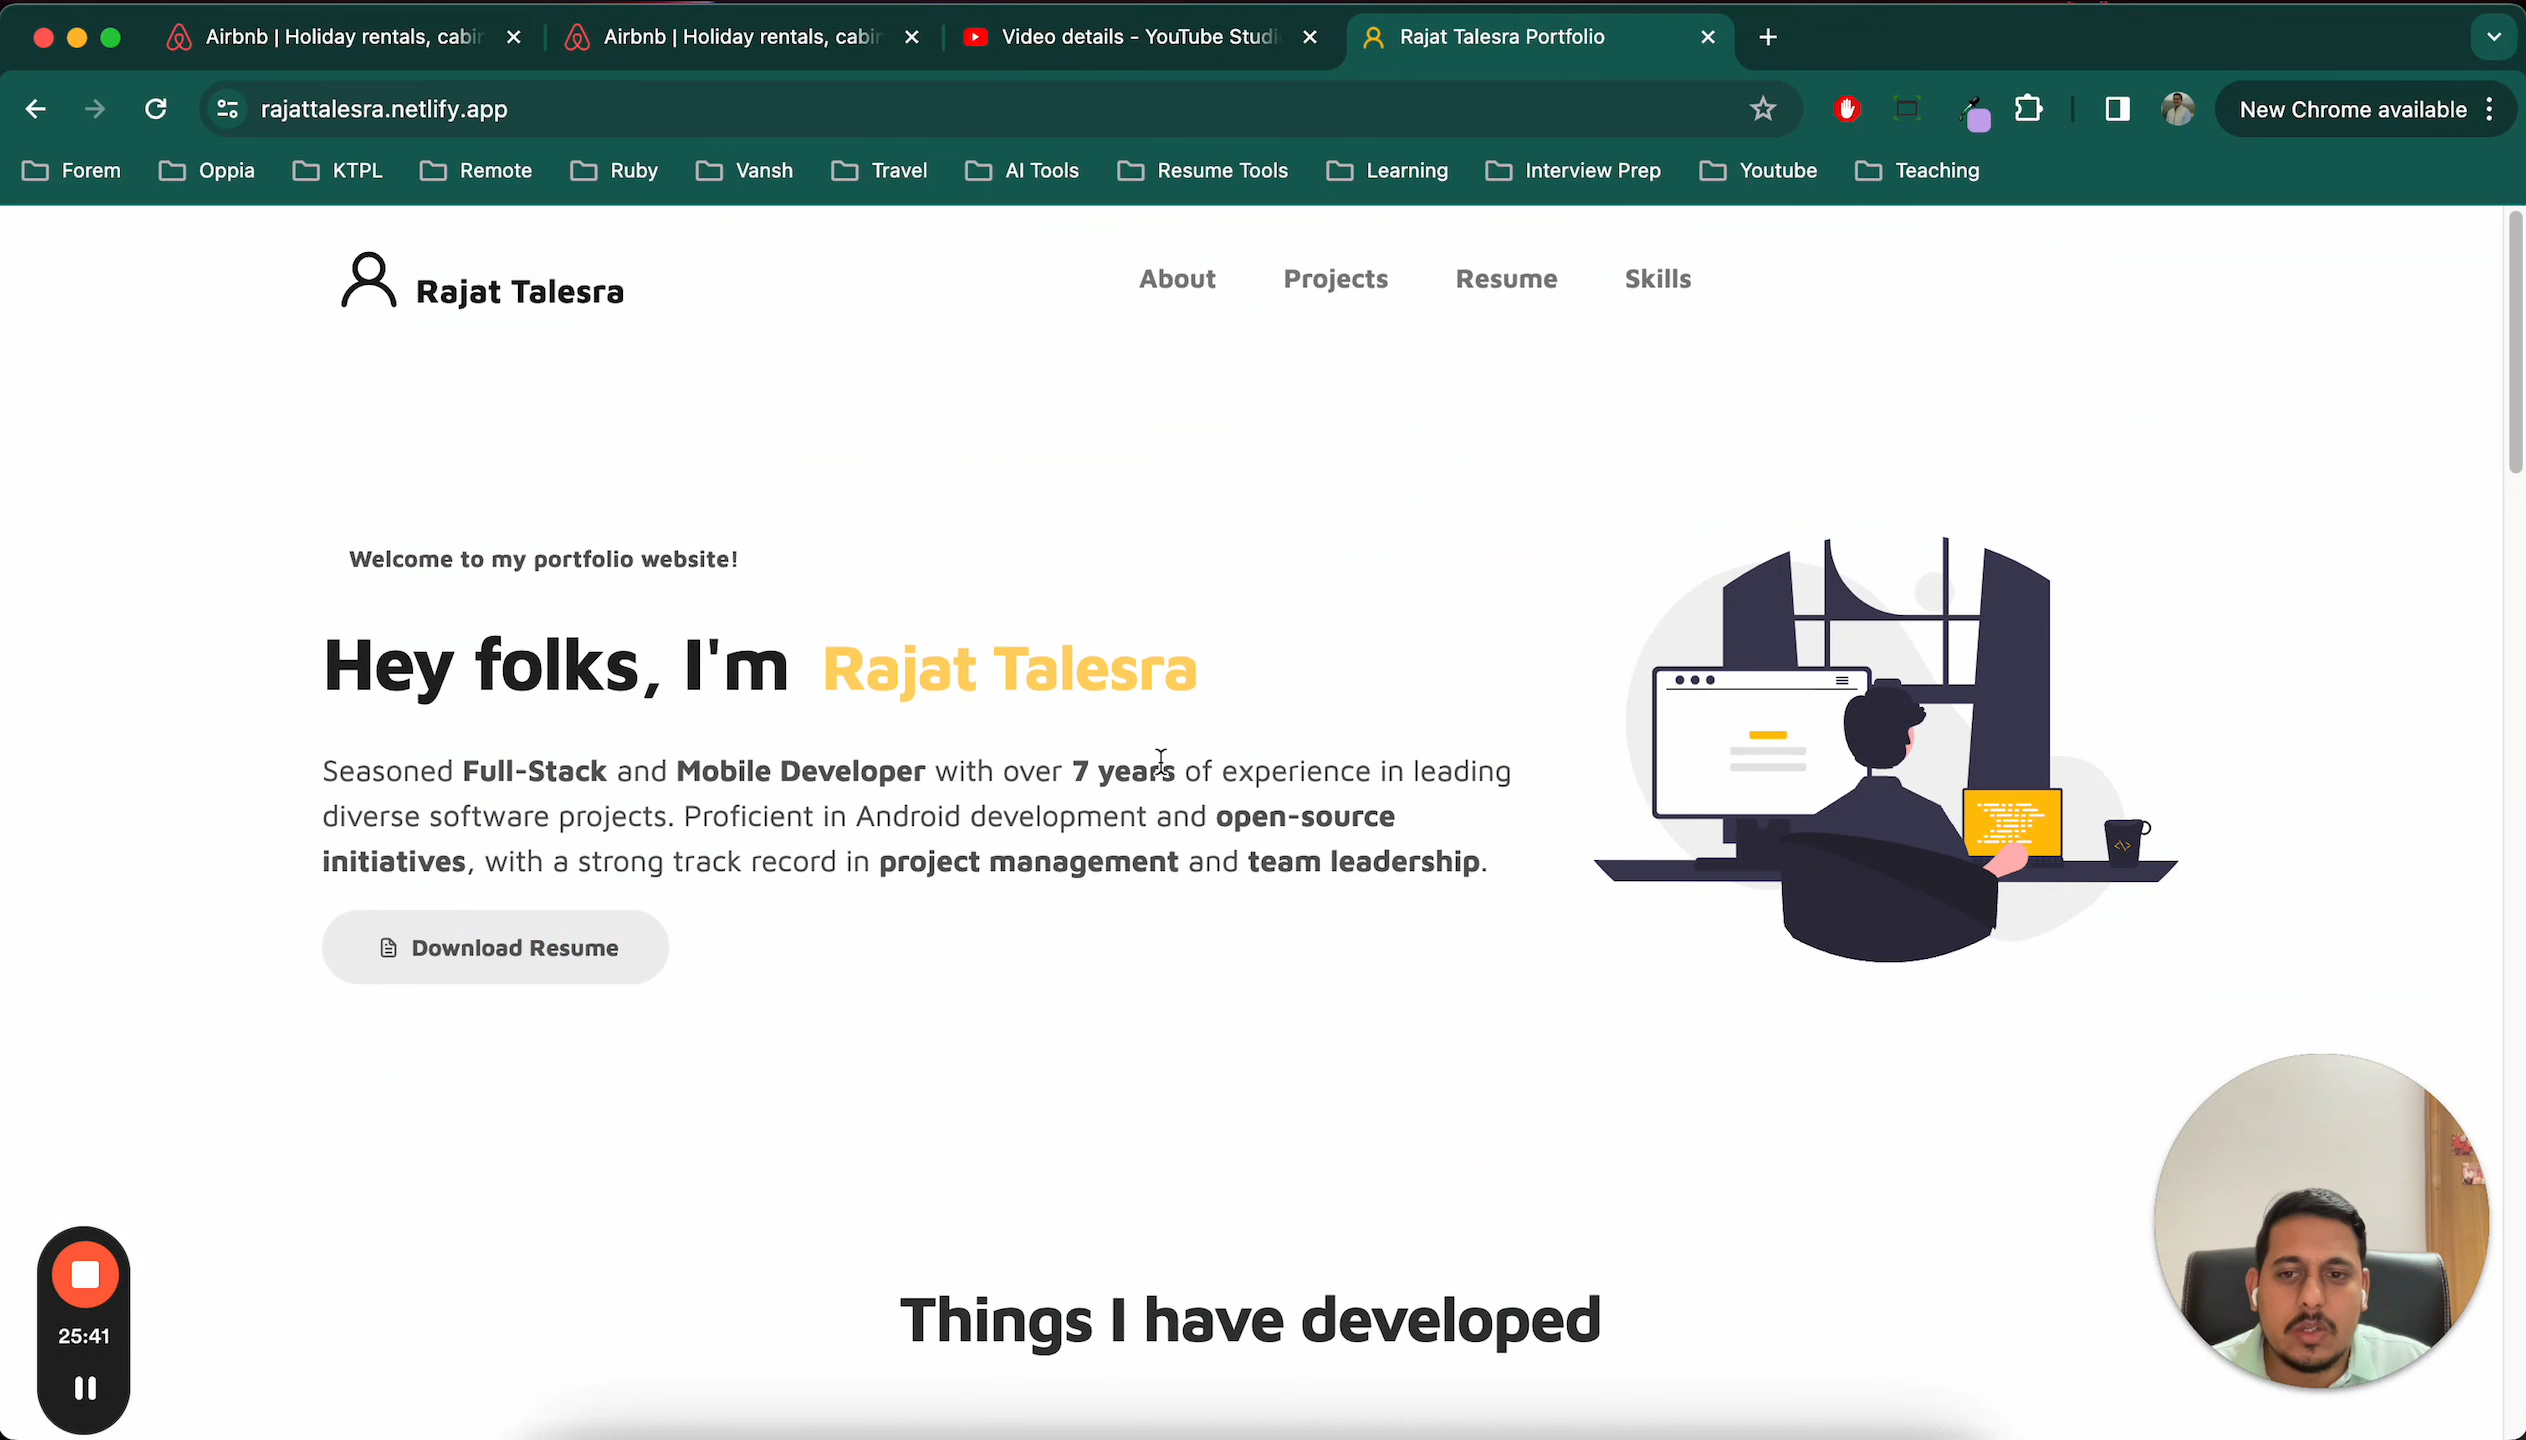 Airbnb | Holiday rentals, cabin
Airbnb | Holiday rentals, cabin
Video details - YouTube Studi
Rajat Talesra Portfolio
rajattalesra.netlify.app
New Chrome available
Forem
Oppia
KTPL
Remote
Ruby
Vansh
Travel
AI Tools
Resume Tools
Learning
Interview Prep
Youtube
Teaching
Rajat Talesra
About
Projects
Resume
Skills
Welcome to my portfolio website!
Hey folks, I'm Rajat Talesra
Seasoned Full-Stack and Mobile Developer with over 7 years of experience in leading
diverse software projects. Proficient in Android development and open-source
initiatives, with a strong track record in project management and team leadership.
Download Resume
</>
Things I have developed
25:41